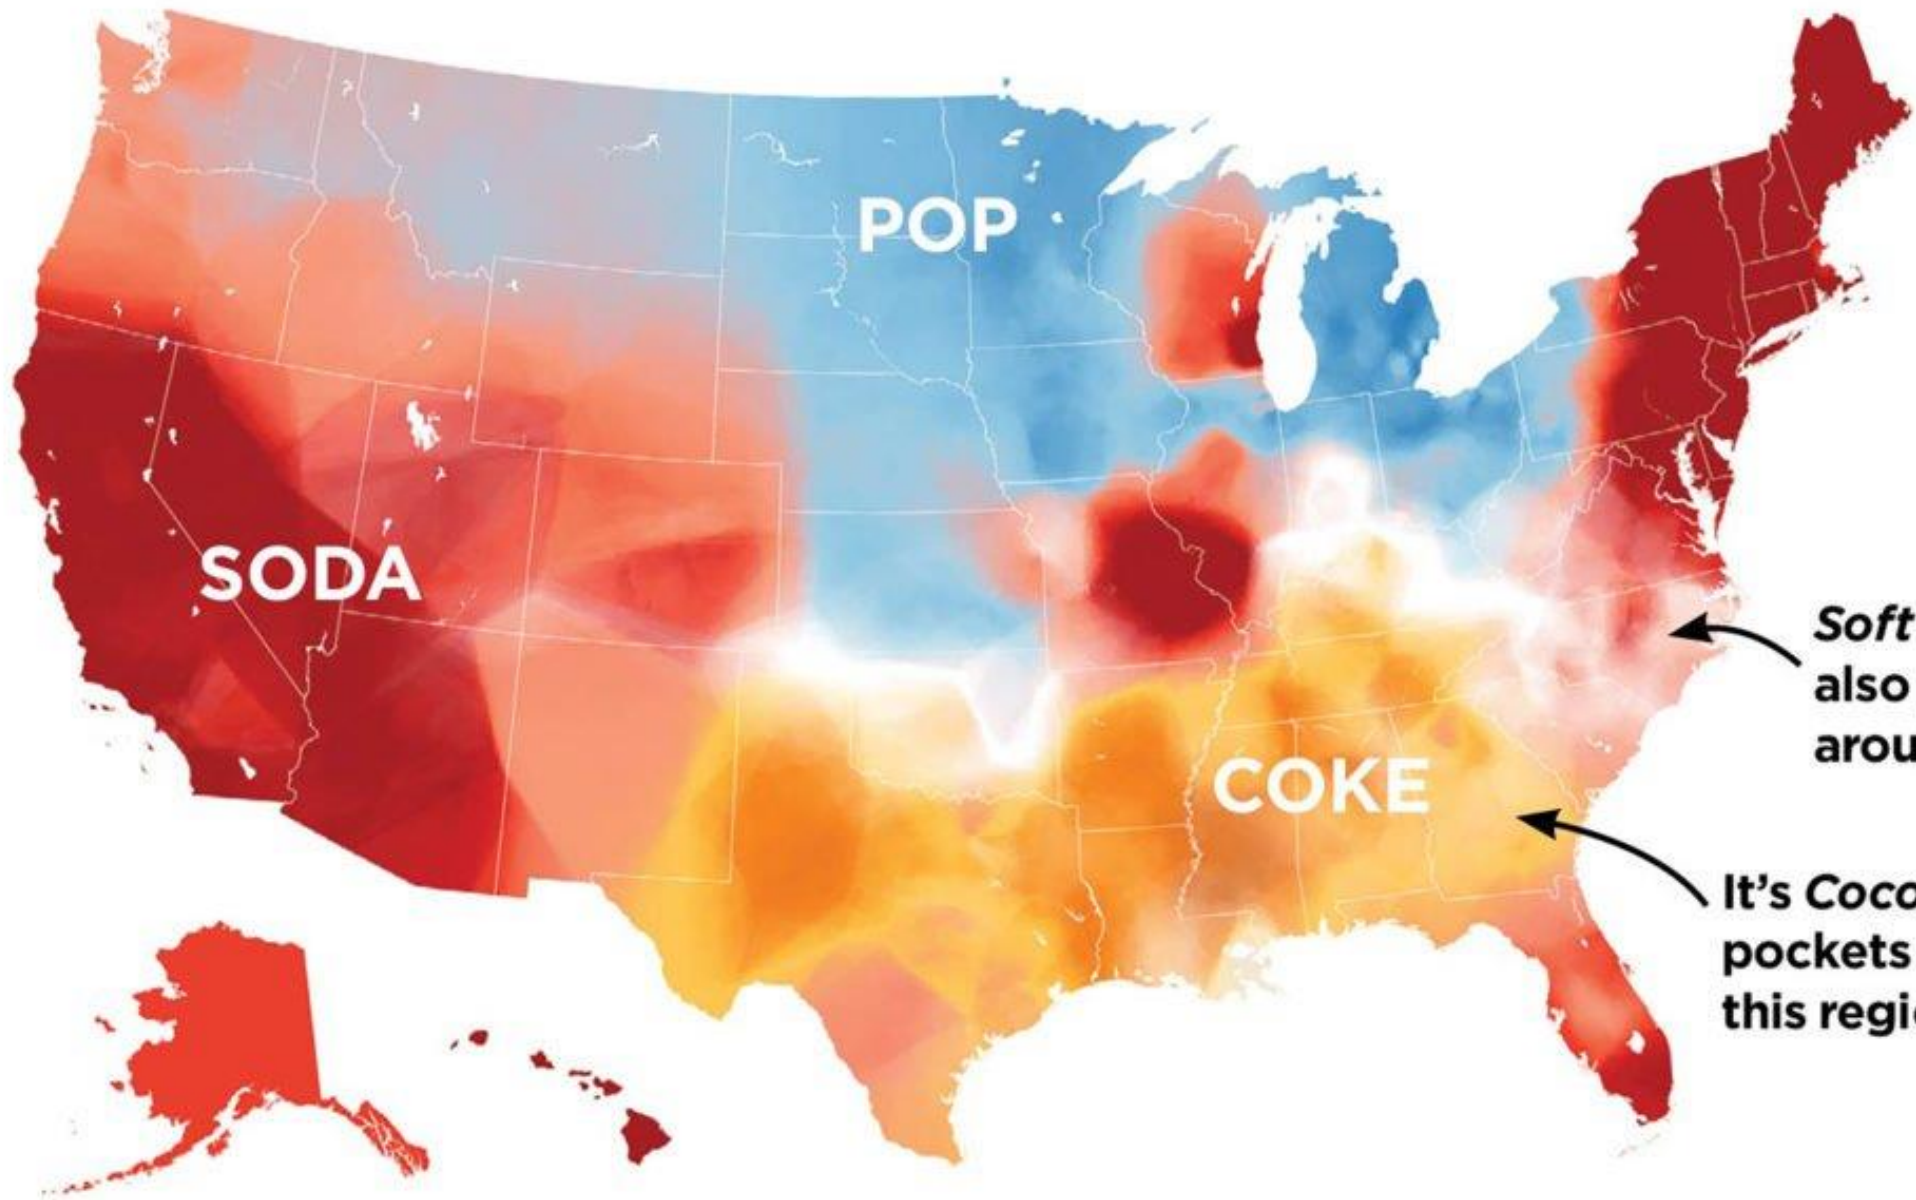 POP
SODA
COKE
Soft
also
arou
It's Coco
pockets
this regi